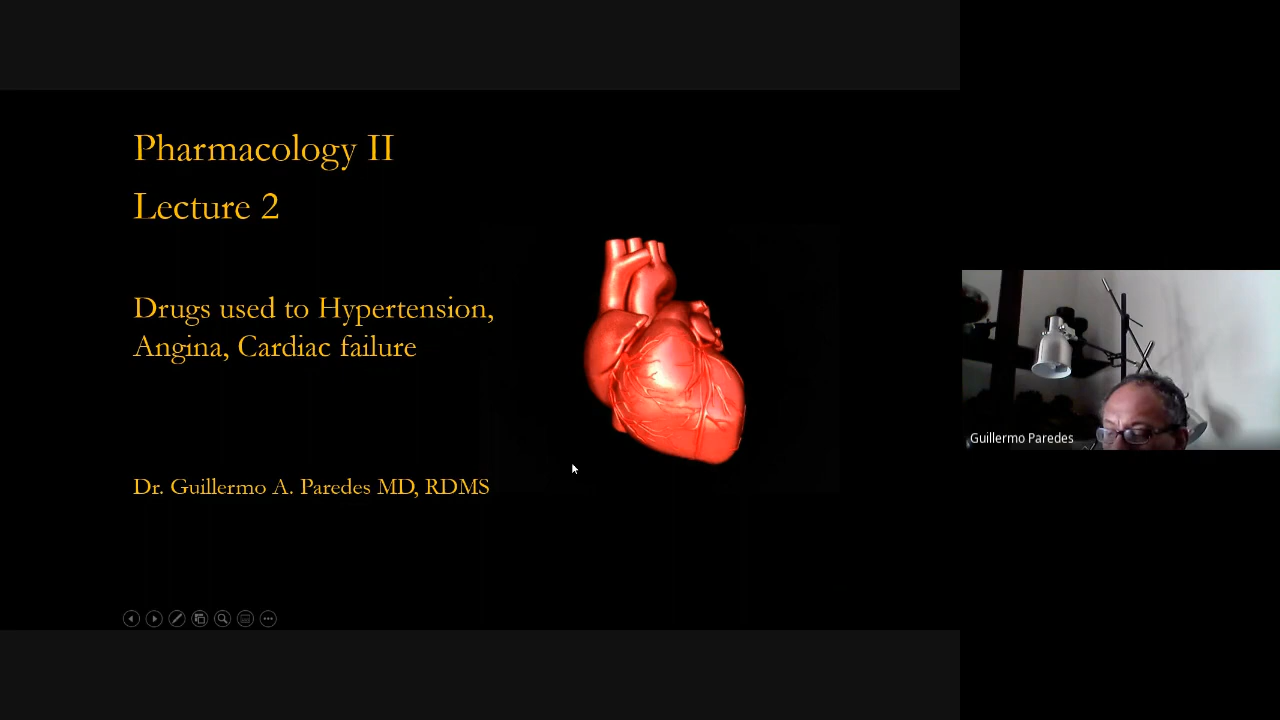 Pharmacology II
Lecture 2
Drugs used to Hypertension,
Angina, Cardiac failure
Dr. Guillermo A. Paredes MD, RDMS
Guillermo Paredes